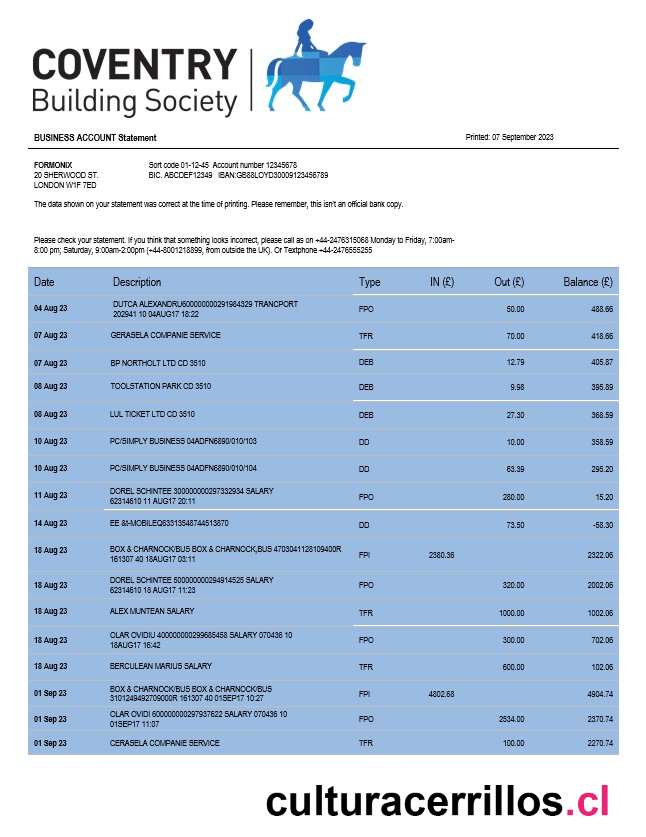 COVENTRY
Building Society
BUSINESS ACCOUNT Statement Printed: 07 September 2023
FORMONIX Sort code 01-12-45 Account number 12345678
20 SHERWOOD ST. BIC. ABCDEF12349 IBAN:GB88LOYD30009123456789
LONDON W1F 7ED
The data shown on your statement was correct at the time of printing. Please remember, this isn't an official bank copy.
Please check your statement. If you think that something looks incorrect, please call as on +44-2476315068 Monday to Friday, 7:00am-
8:00 pm; Saturday, 9:00am-2:00pm (+44-8001218899, from outside the UK). Of Textphone +44-2476555255
Date Description Type IN (£) Out (£) Balance (£)
04 Aug 23 DUTCA ALEXANDRU600000000291984329 TRANCPORT FPO 50.00 488.66
202941 10 04AUG17 18:22
07 Aug 23 GERASELA COMPANIE SERVICE TFR 70.00 418.66
07 Aug 23 BP NORTHOLT LTD CD 3510 DEB 12.79 405.87
08 Aug 23 TOOLSTATION PARK CD 3510 DEB 9.98 395.89
08 Aug 23 LUL TICKET LTD CD 3510 DEB 27.30 368.59
10 Aug 23 PC/SIMPLY BUSINESS 04ADFN6890/010/103 DD 10.00 358.59
10 Aug 23 PC/SIMPLY BUSINESS 04ADFN6890/010/104 DD 63.39 295.20
11 Aug 23 DOREL SCHINTEE 300000000297332934 SALARY FPO 280.00 15.20
62314610 11 AUG17 20:11
14 Aug 23 EE &t-MOBILEQ63313548744513870 DD 73.50 -58.30
18 Aug 23 BOX & CHARNOCK/BUS BOX & CHARNOCK,BUS 4703041128109400R FPI 2380.36 2322.06
161307 40 18AUG17 03:11
18 Aug 23 DOREL SCHINTEE 500000000294914525 SALARY FPO 320.00 2002.06
62314610 18 AUG17 11:23
18 Aug 23 ALEX MUNTEAN SALARY TFR 1000.00 1002.06
18 Aug 23 OLAR OVIDIU 400000000299685458 SALARY 070436 10 FPO 300.00 702.06
18AUG17 16:42
18 Aug 23 BERCULEAN MARIUS SALARY TFR 600.00 102.06
01 Sep 23 BOX & CHARNOCK/BUS BOX & CHARNOCK/BUS FPI 4802.68 4904.74
3101249492709000R 161307 40 01SEP17 10:27
01 Sep 23 OLAR OVIDI 600000000297937622 SALARY 070436 10 FPO 2534.00 2370.74
01SEP17 11:07
01 Sep 23 CERASELA COMPANIE SERVICE TFR 100.00 2270.74
culturacerrillos.cl